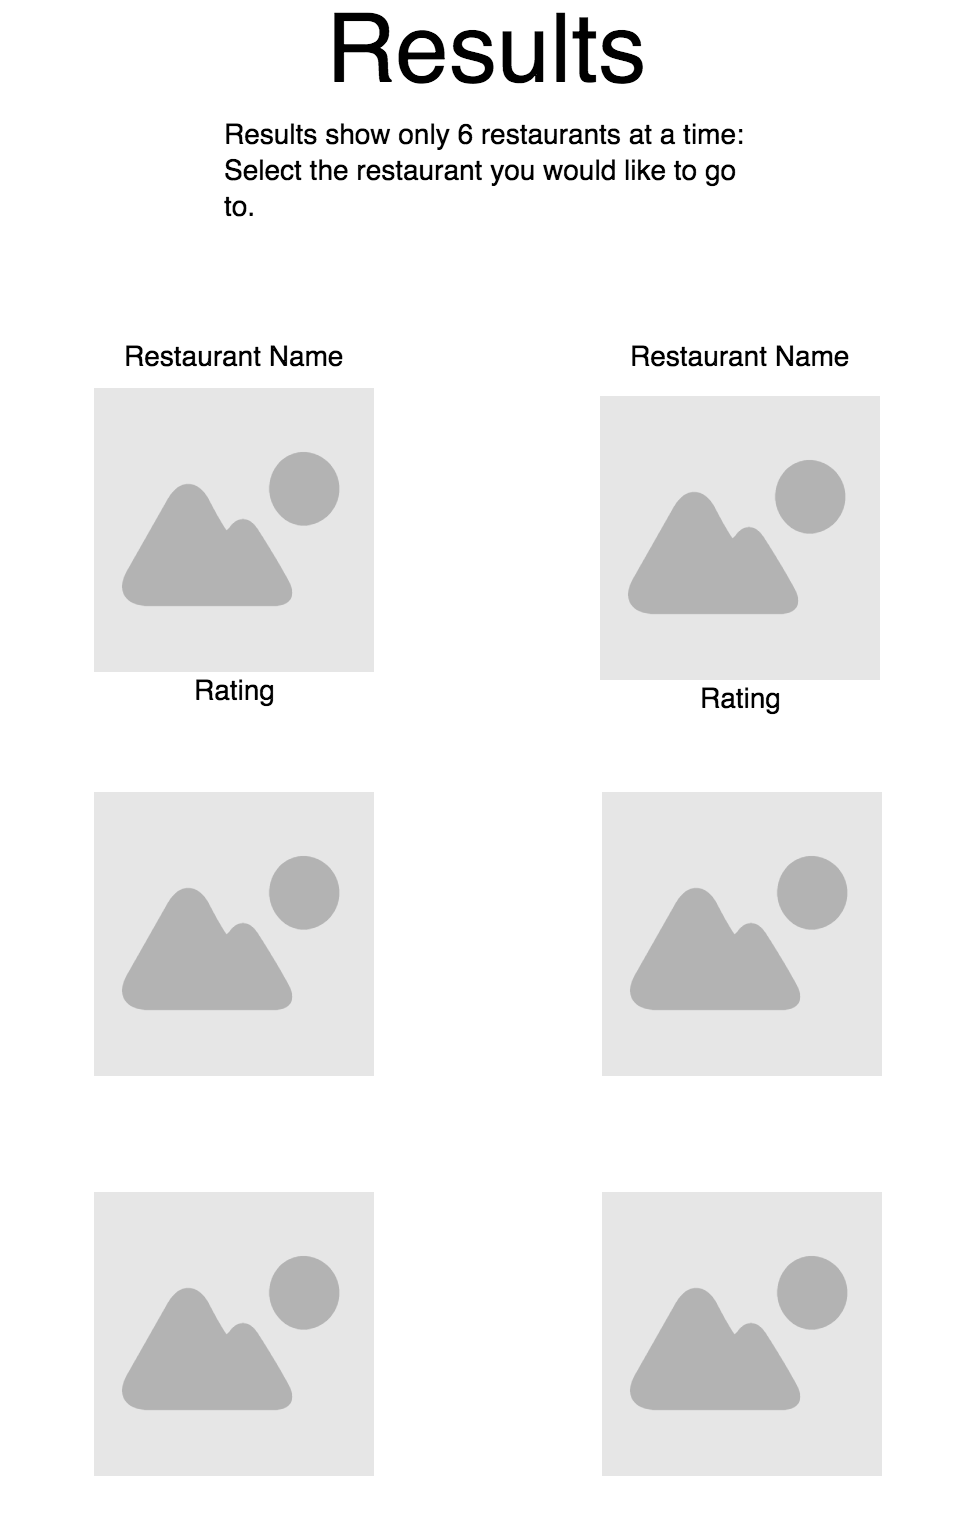 Results
Results show only 6 restaurants at a time:
Select the restaurant you would like to go
to.
Restaurant Name
Restaurant Name
Rating
Rating